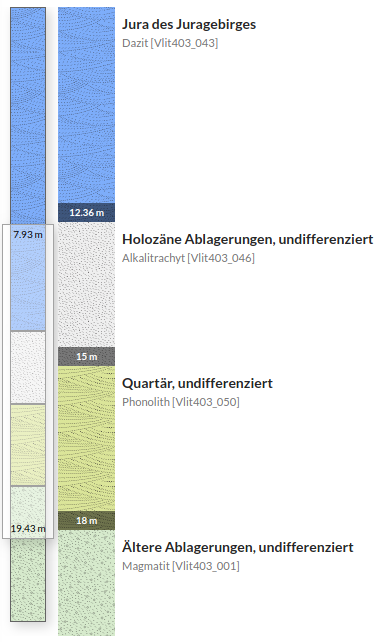 Jura des Juragebirges
Dazit [Vlit403_043]
12.36 m
7.93 m
Holozäne Ablagerungen, undifferenziert
Alkalitrachyt [Vlit403_046]
15 m
Quartär, undifferenziert
Phonolith [Vlit403_050]
18 m
19.43 m
Ältere Ablagerungen, undifferenziert
Magmatit [Vlit403_001]